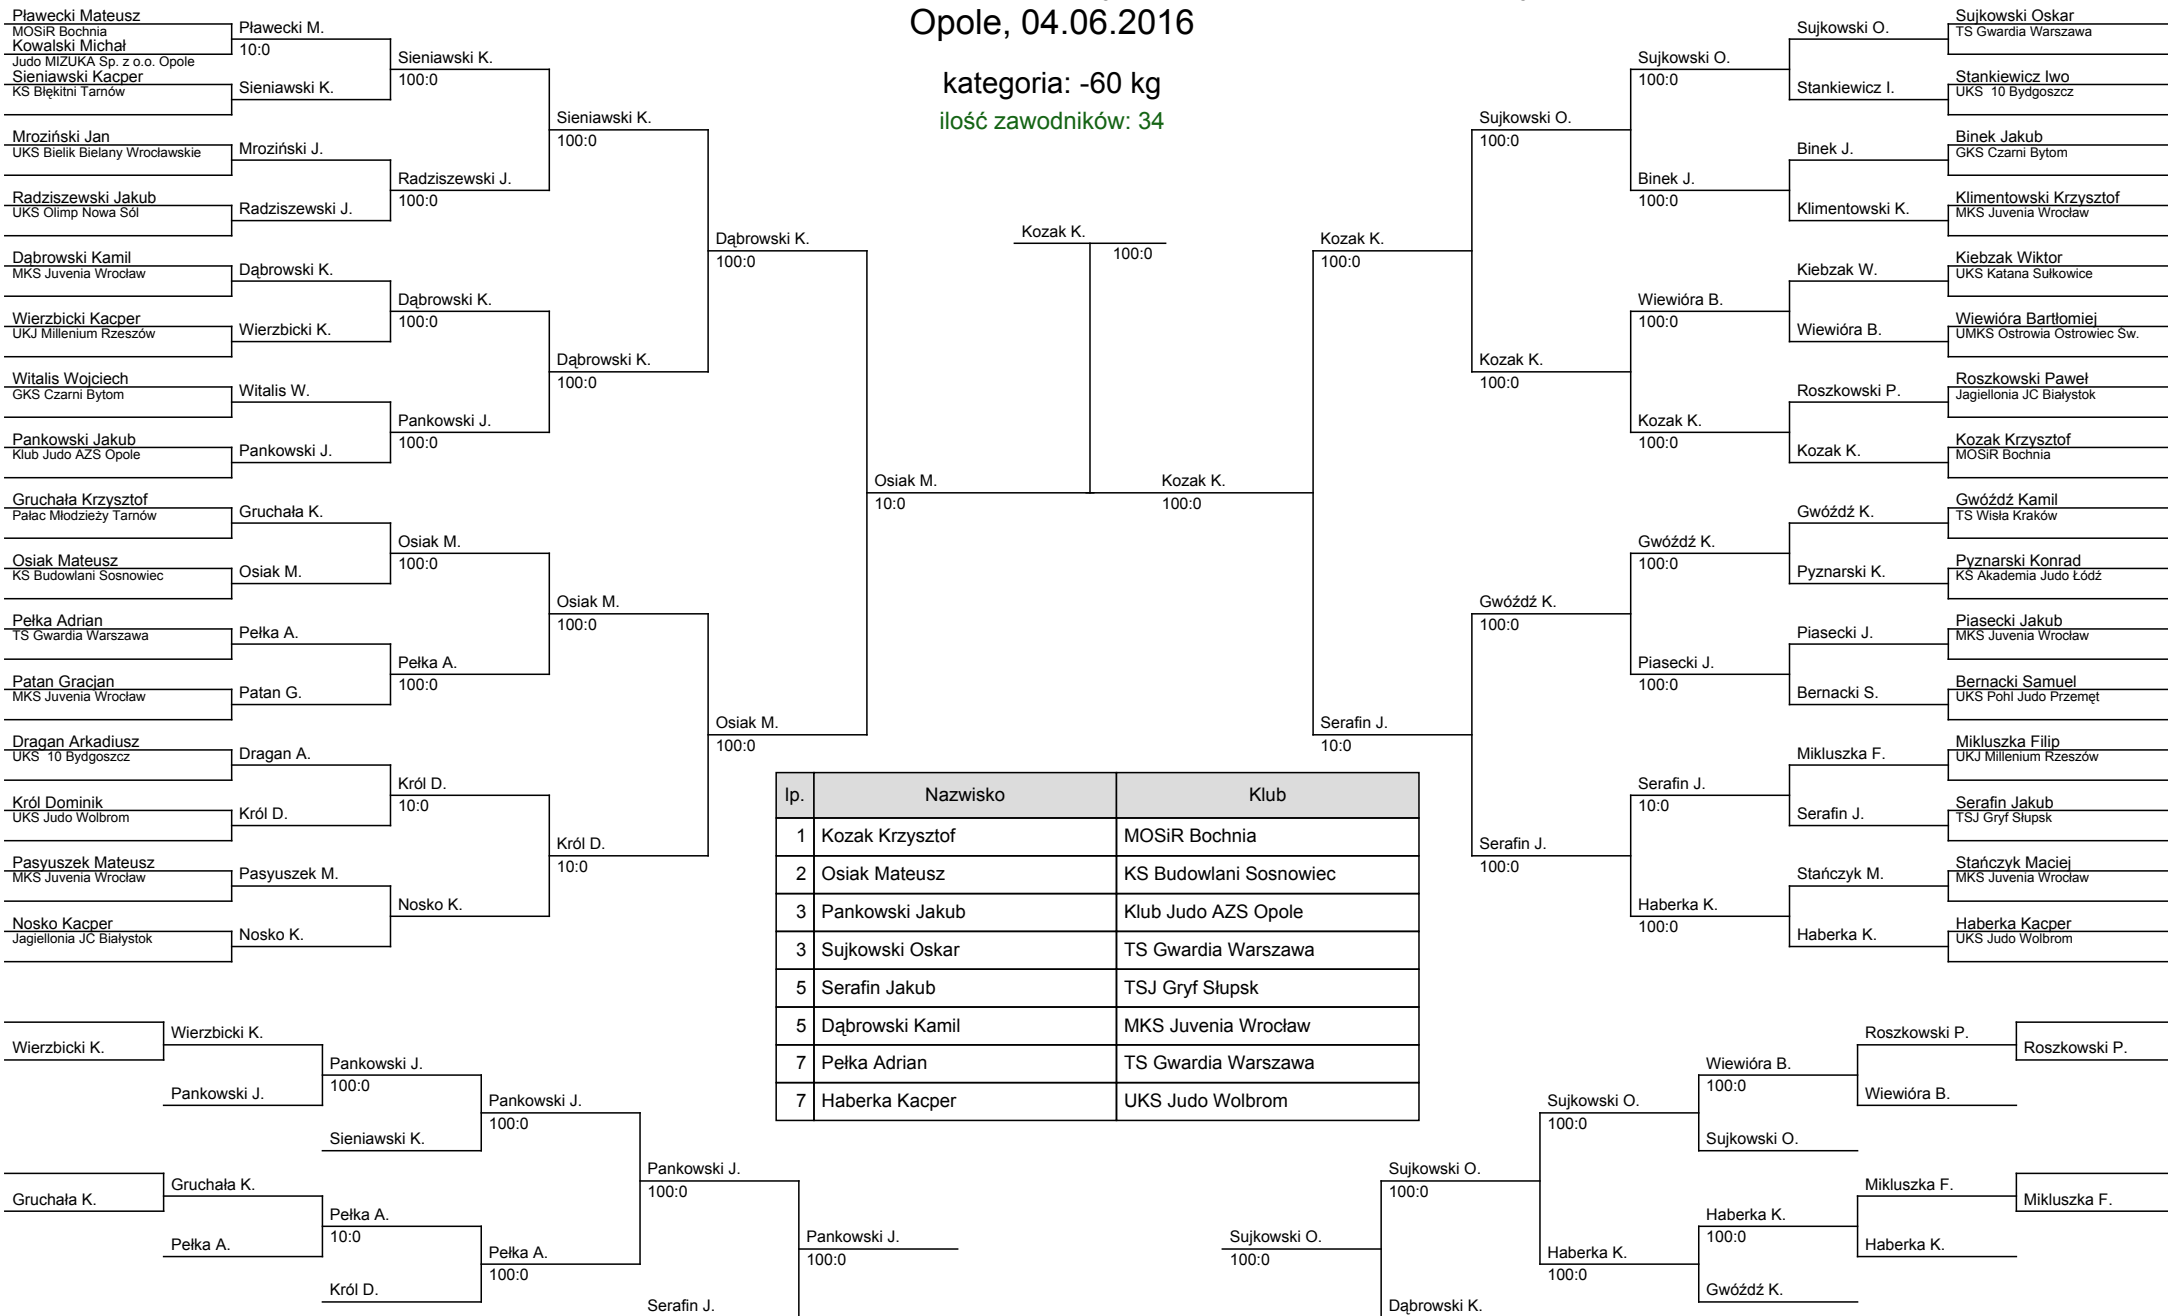 Opole, 04.06.2016
kategoria: -60 kg
ilość zawodników: 34
Pławecki Mateusz
MOSiR Bochnia
Kowalski Michał
Judo MIZUKA Sp. z o.o. Opole
Sieniawski Kacper
KS Błękitni Tarnów
Mroziński Jan
UKS Bielik Bielany Wrocławskie
Radziszewski Jakub
UKS Olimp Nowa Sól
Dąbrowski Kamil
MKS Juvenia Wrocław
Wierzbicki Kacper
UKJ Millenium Rzeszów
Witalis Wojciech
GKS Czarni Bytom
Pankowski Jakub
Klub Judo AZS Opole
Gruchała Krzysztof
Pałac Młodzieży Tarnów
Osiak Mateusz
KS Budowlani Sosnowiec
Pełka Adrian
TS Gwardia Warszawa
Patan Gracjan
MKS Juvenia Wrocław
Dragan Arkadiusz
UKS 10 Bydgoszcz
Król Dominik
UKS Judo Wolbrom
Pasyuszek Mateusz
MKS Juvenia Wrocław
Nosko Kacper
Jagiellonia JC Białystok
Pławecki M.
10:0
Sieniawski K.
Mroziński J.
Radziszewski J.
Dąbrowski K.
Wierzbicki K.
Witalis W.
Pankowski J.
Gruchała K.
Osiak M.
Pełka A.
Patan G.
Dragan A.
Król D.
Pasyuszek M.
Nosko K.
Sieniawski K.
100:0
Radziszewski J.
100:0
Dąbrowski K.
100:0
Pankowski J.
100:0
Osiak M.
100:0
Pełka A.
100:0
Król D.
10:0
Nosko K.
Sieniawski K.
100:0
Dąbrowski K.
100:0
Osiak M.
100:0
Król D.
10:0
Dąbrowski K.
100:0
Osiak M.
100:0
Osiak M.
10:0
Kozak K.
100:0
Kozak K.
100:0
Kozak K.
100:0
Serafin J.
10:0
Sujkowski O.
100:0
Kozak K.
100:0
Gwóźdź K.
100:0
Serafin J.
100:0
Sujkowski O.
100:0
Binek J.
100:0
Wiewióra B.
100:0
Kozak K.
100:0
Gwóźdź K.
100:0
Piasecki J.
100:0
Serafin J.
10:0
Haberka K.
100:0
Sujkowski O.
Stankiewicz I.
Binek J.
Klimentowski K.
Kiebzak W.
Wiewióra B.
Roszkowski P.
Kozak K.
Gwóźdź K.
Pyznarski K.
Piasecki J.
Bernacki S.
Mikluszka F.
Serafin J.
Stańczyk M.
Haberka K.
Sujkowski Oskar
TS Gwardia Warszawa
Stankiewicz Iwo
UKS 10 Bydgoszcz
Binek Jakub
GKS Czarni Bytom
Klimentowski Krzysztof
MKS Juvenia Wrocław
Kiebzak Wiktor
UKS Katana Sułkowice
Wiewióra Bartłomiej
UMKS Ostrovia Ostrowiec Św.
Roszkowski Paweł
Jagiellonia JC Białystok
Kozak Krzysztof
MOSiR Bochnia
Gwóźdź Kamil
TS Wisła Kraków
Pyznarski Konrad
KS Akademia Judo Łódź
Piasecki Jakub
MKS Juvenia Wrocław
Bernacki Samuel
UKS Pohl Judo Przemęt
Mikluszka Filip
UKJ Millenium Rzeszów
Serafin Jakub
TSJ Gryf Słupsk
Stańczyk Maciej
MKS Juvenia Wrocław
Haberka Kacper
UKS Judo Wolbrom
lp. Nazwisko Klub
1 Kozak Krzysztof MOSiR Bochnia
2 Osiak Mateusz KS Budowlani Sosnowiec
3 Pankowski Jakub Klub Judo AZS Opole
3 Sujkowski Oskar TS Gwardia Warszawa
5 Serafin Jakub TSJ Gryf Słupsk
5 Dąbrowski Kamil MKS Juvenia Wrocław
7 Pełka Adrian TS Gwardia Warszawa
7 Haberka Kacper UKS Judo Wolbrom
Wierzbicki K.
Gruchała K.
Wierzbicki K.
Pankowski J.
Gruchała K.
Pełka A.
Pankowski J.
100:0
Sieniawski K.
Pełka A.
10:0
Król D.
Pankowski J.
100:0
Pełka A.
100:0
Pankowski J.
100:0
Serafin J.
Pankowski J.
100:0
Sujkowski O.
100:0
Sujkowski O.
100:0
Dąbrowski K.
Sujkowski O.
100:0
Haberka K.
100:0
Wiewióra B.
100:0
Sujkowski O.
Haberka K.
100:0
Gwóźdź K.
Roszkowski P.
Wiewióra B.
Mikluszka F.
Haberka K.
Roszkowski P.
Mikluszka F.